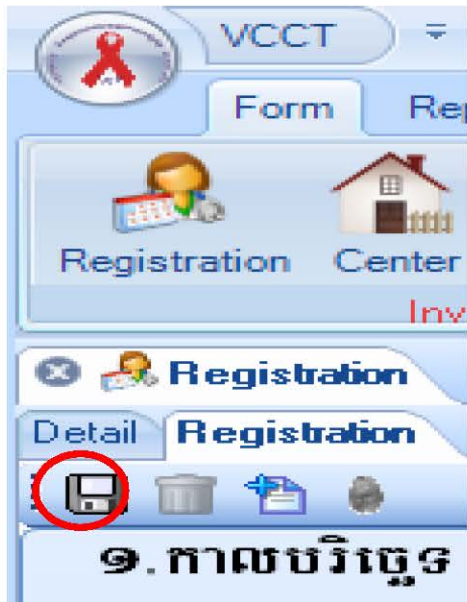 VCCT
Form
Registration Center
Registration
Detail Registration
១. កាលបរិច្ឆេទ